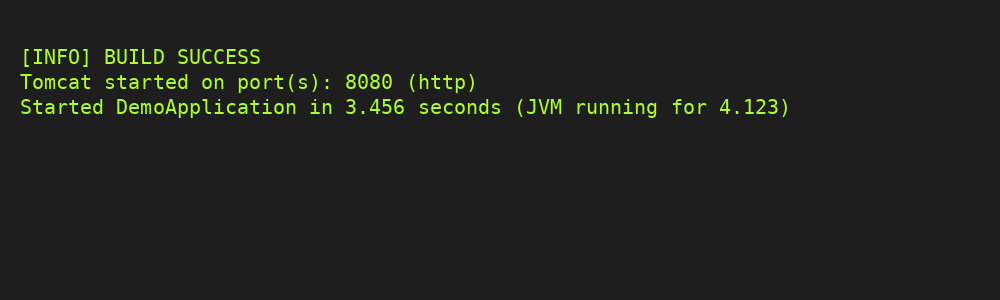 [INFO] BUILD SUCCESS
Tomcat started on port(s): 8080 (http)
Started DemoApplication in 3.456 seconds (JVM running for 4.123)